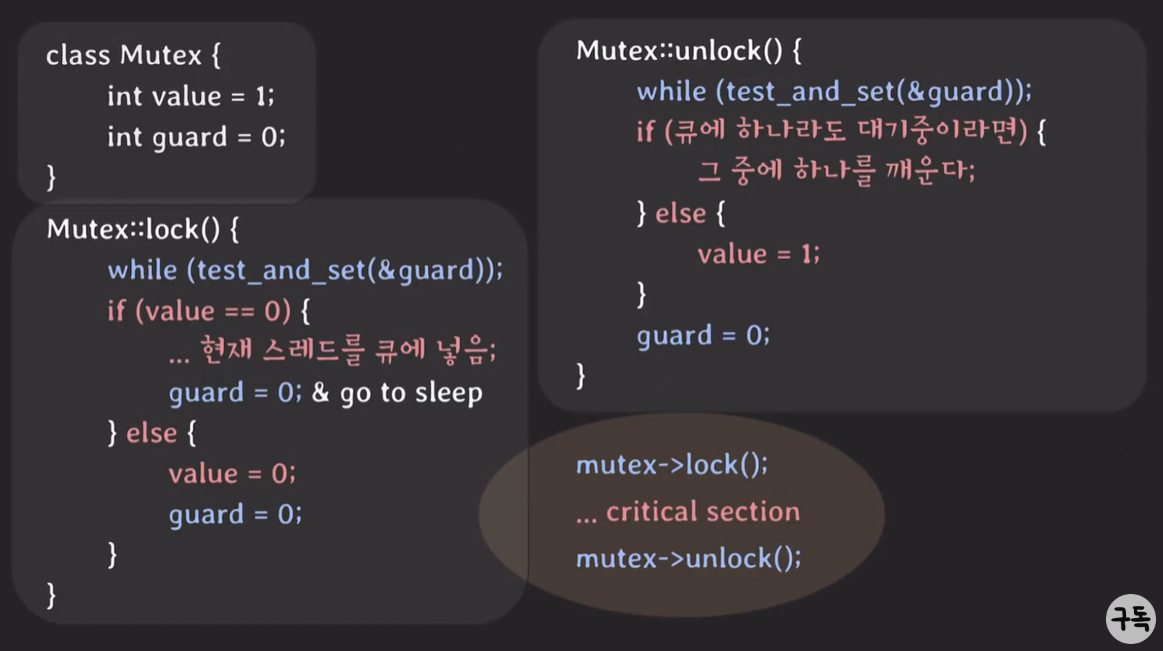 class Mutex {
int value = 1;
int guard = 0;
}
Mutex::lock() {
while (test_and_set(&guard));
if (value == 0) {
... 현재 스레드를 큐에 넣음;
guard = 0; & go to sleep
} else {
value = 0;
guard = 0;
}
}
Mutex::unlock() {
while (test_and_set(&guard));
if (큐에 하나라도 대기중이라면) {
그 중에 하나를 깨운다;
} else {
value = 1;
}
guard = 0;
}
mutex->lock();
... critical section
mutex->unlock();
구독